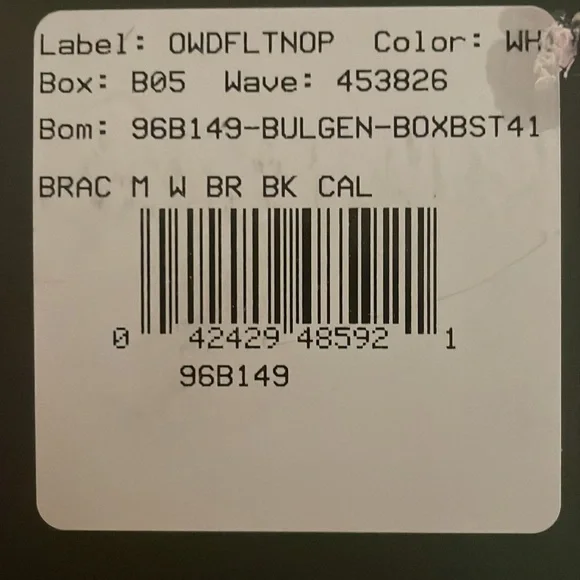 Label: OWDFLTNOP Color:
Box: B05 Wave: 453826
Bom: 96B149-BULGEN-BOXBST41
BRAC M W BR BK CAL
0 42429 48592 1
96B149